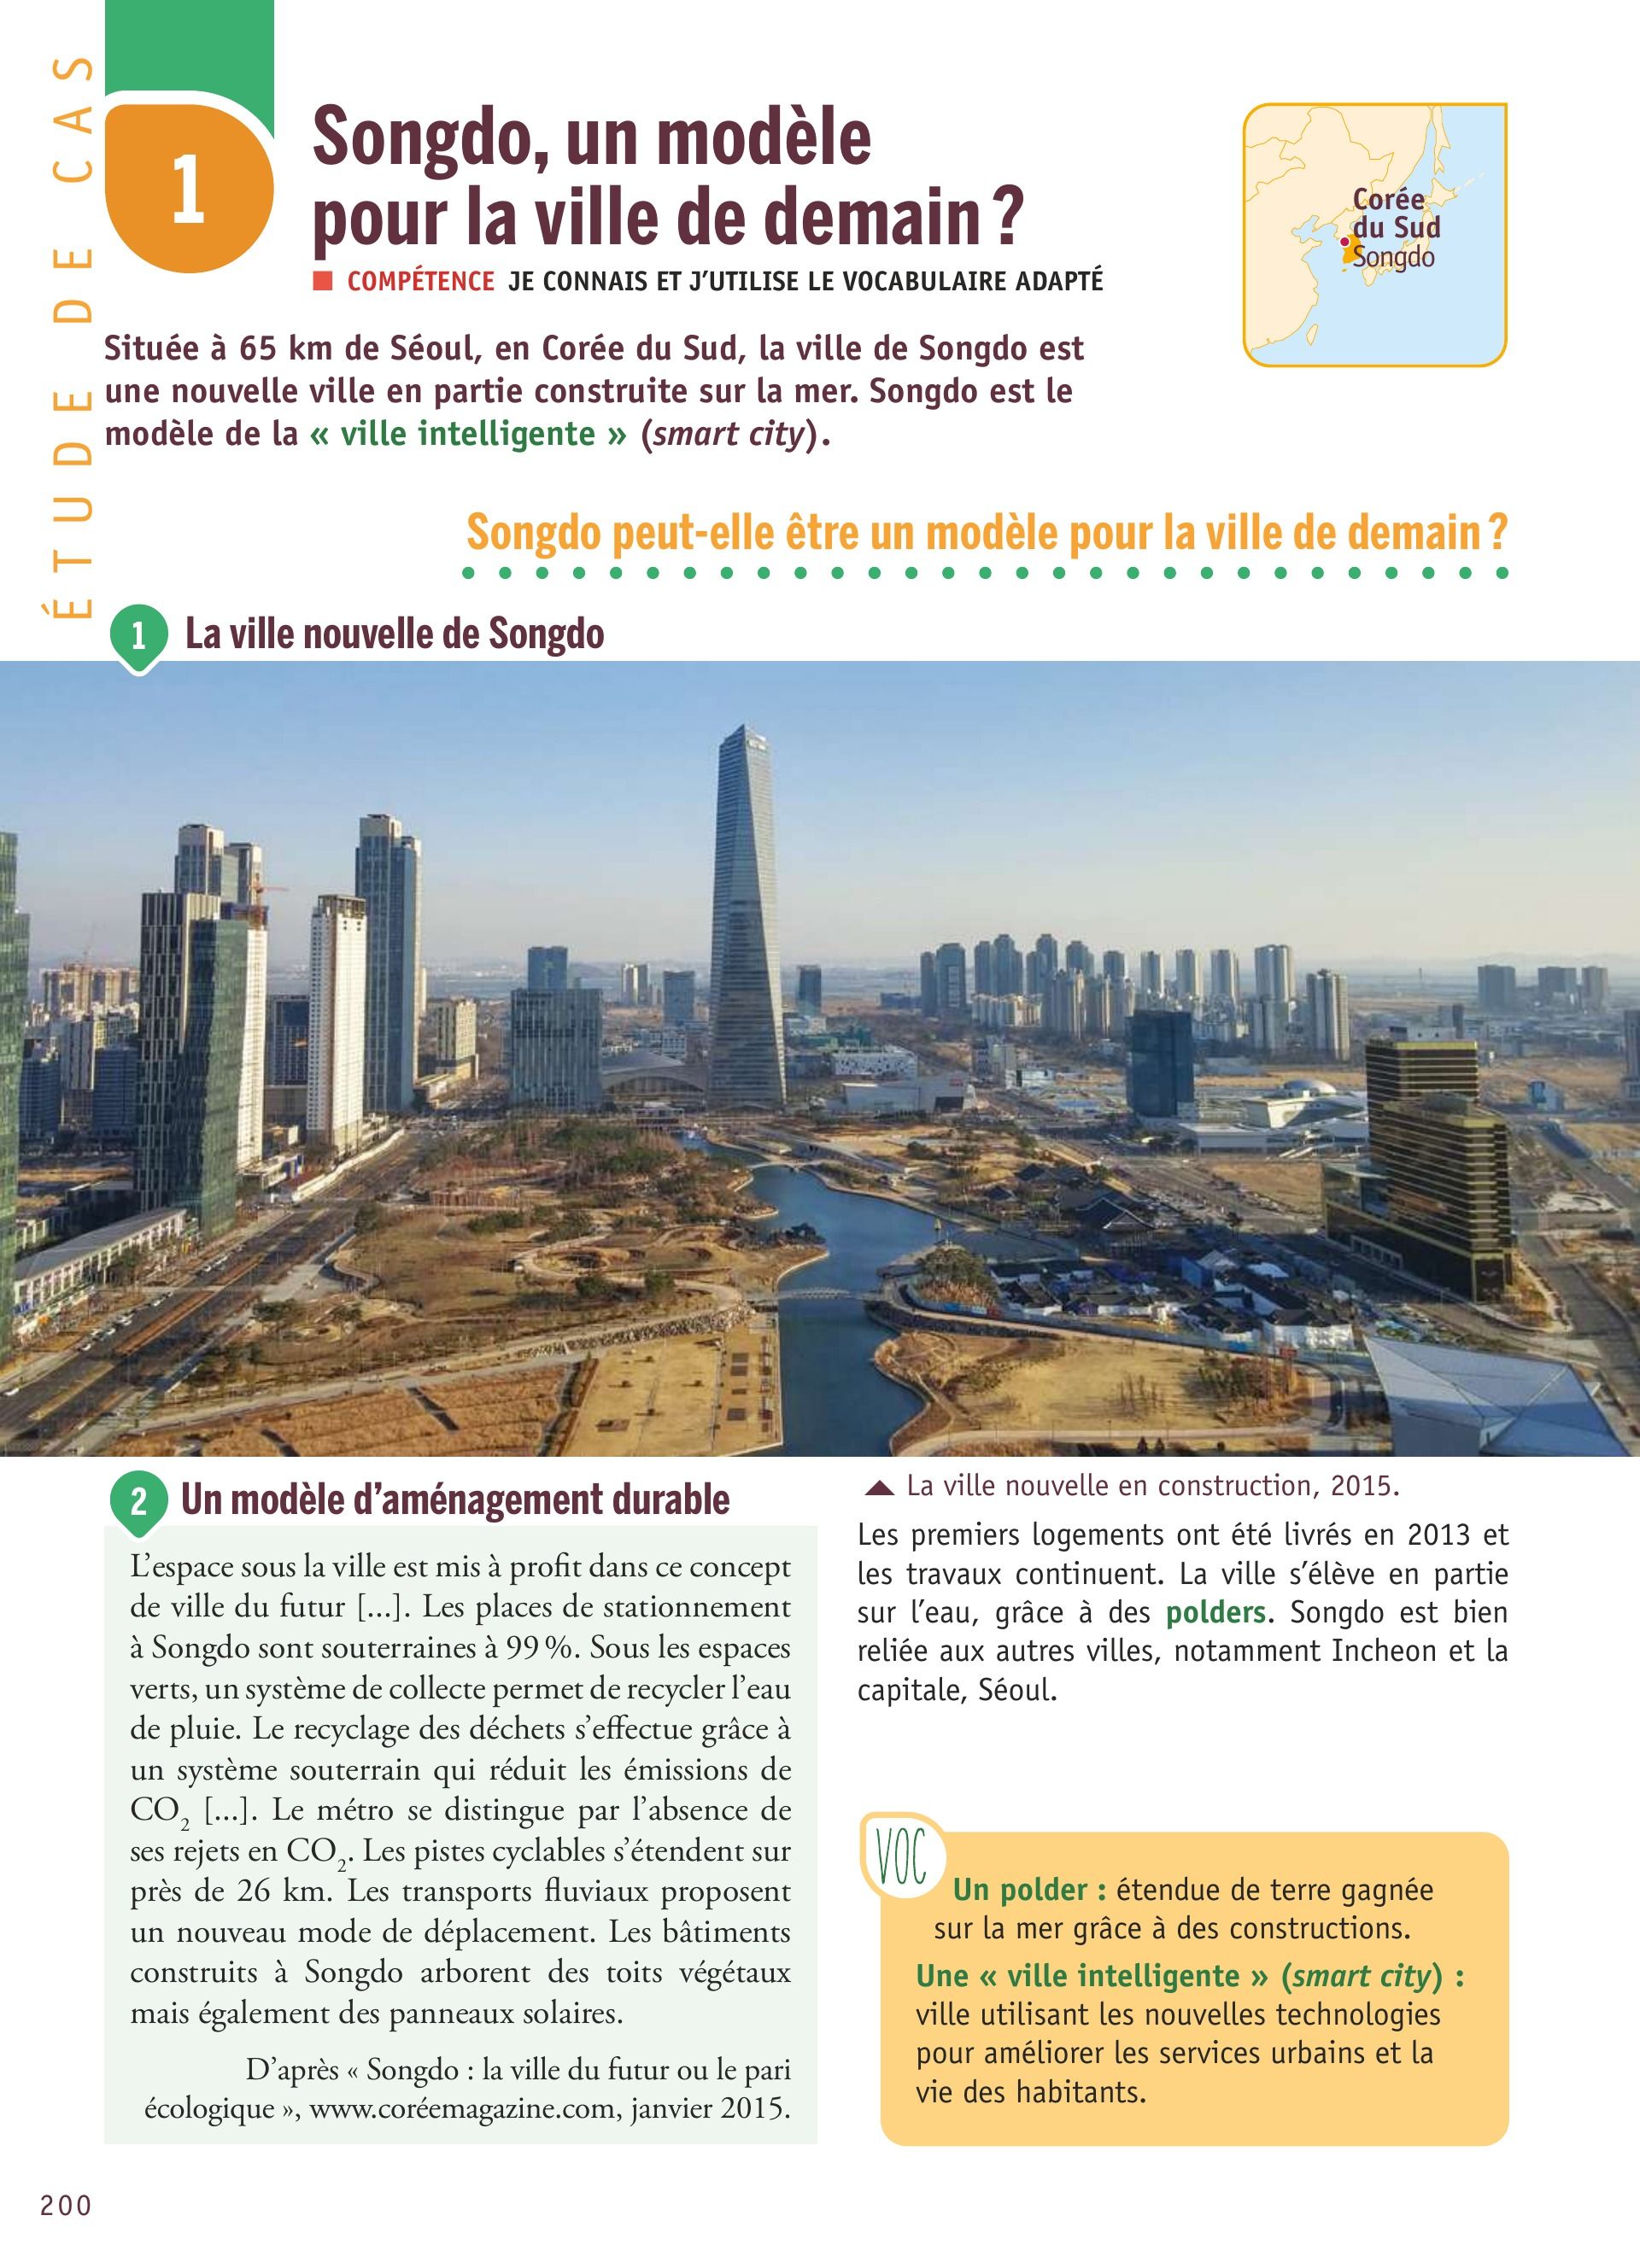 ÉTUDE DE CAS
1
Songdo, un modèle
pour la ville de demain ?
COMPÉTENCE JE CONNAIS ET J'UTILISE LE VOCABULAIRE ADAPTÉ
Corée
du Sud
Songdo
Située à 65 km de Séoul, en Corée du Sud, la ville de Songdo est
une nouvelle ville en partie construite sur la mer. Songdo est le
modèle de la « ville intelligente » (smart city).
Songdo peut-elle être un modèle pour la ville de demain ?
1 La ville nouvelle de Songdo
2 Un modèle d'aménagement durable
L'espace sous la ville est mis à profit dans ce concept
de ville du futur [...]. Les places de stationnement
à Songdo sont souterraines à 99 %. Sous les espaces
verts, un système de collecte permet de recycler l'eau
de pluie. Le recyclage des déchets s'effectue grâce à
un système souterrain qui réduit les émissions de
CO₂ [...]. Le métro se distingue par l'absence de
ses rejets en CO₂. Les pistes cyclables s'étendent sur
près de 26 km. Les transports fluviaux proposent
un nouveau mode de déplacement. Les bâtiments
construits à Songdo arborent des toits végétaux
mais également des panneaux solaires.
D'après « Songdo : la ville du futur ou le pari
écologique », www.coréemagazine.com, janvier 2015.
La ville nouvelle en construction, 2015.
Les premiers logements ont été livrés en 2013 et
les travaux continuent. La ville s'élève en partie
sur l'eau, grâce à des polders. Songdo est bien
reliée aux autres villes, notamment Incheon et la
capitale, Séoul.
VOC
Un polder : étendue de terre gagnée
sur la mer grâce à des constructions.
Une « ville intelligente » (smart city) :
ville utilisant les nouvelles technologies
pour améliorer les services urbains et la
vie des habitants.
200